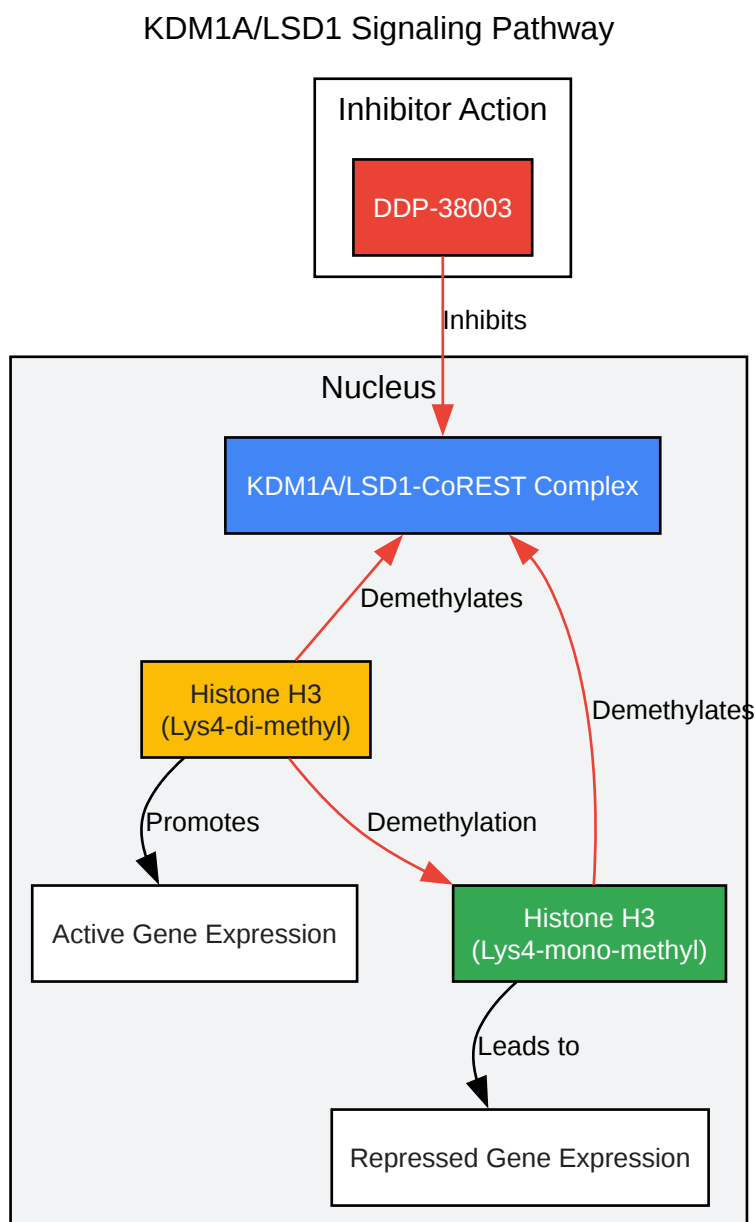 KDM1A/LSD1 Signaling Pathway
Inhibitor Action
DDP-38003
Inhibits
Nucleus
KDM1A/LSD1-CoREST Complex
Demethylates
Histone H3
(Lys4-di-methyl)
Demethylates
Promotes
Demethylation
Active Gene Expression
Histone H3
(Lys4-mono-methyl)
Leads to
Repressed Gene Expression